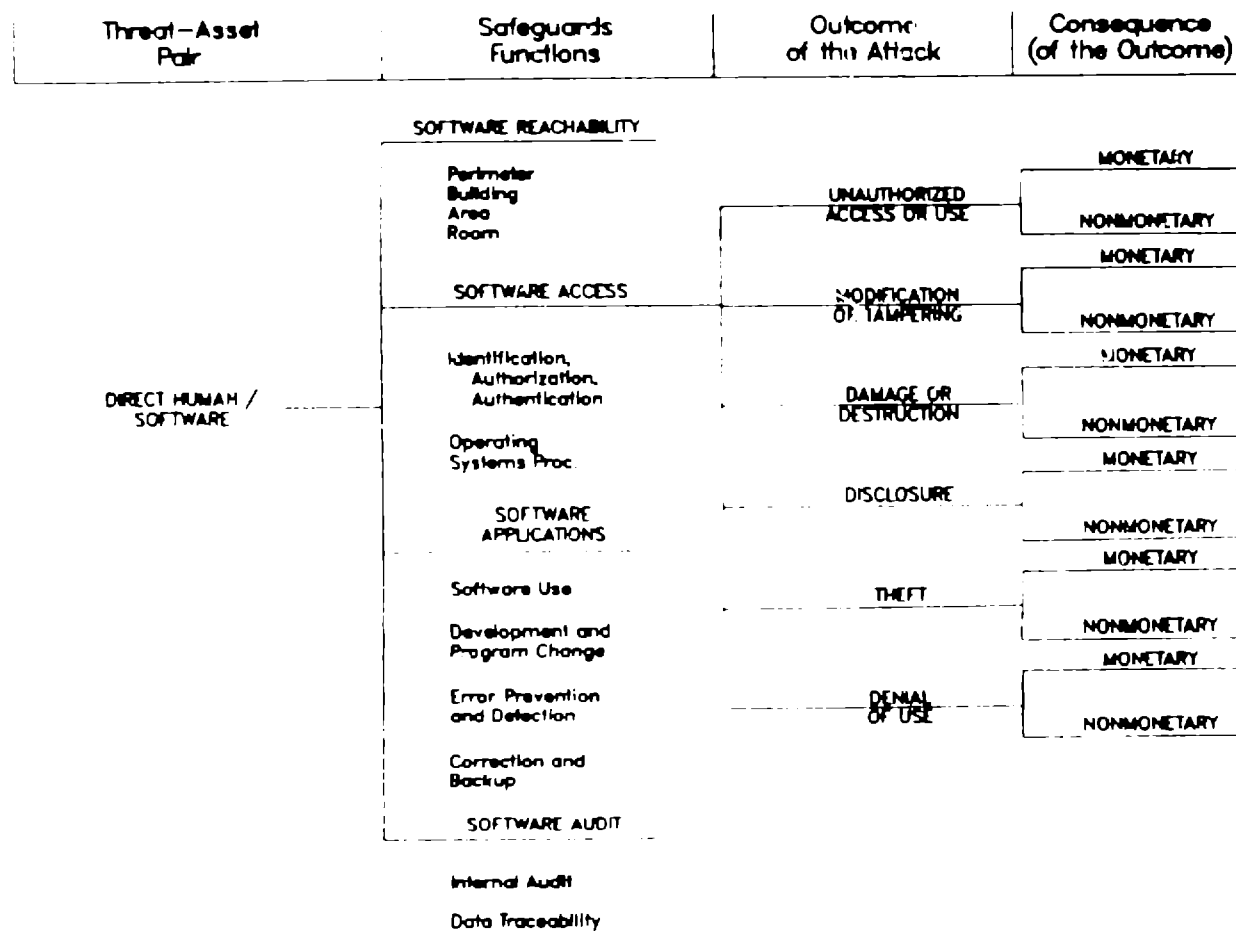 Threat-Asset
Pair
Safeguards
Functions
Outcome
of the Attack
Consequence
(of the Outcome)
SOFTWARE REACHABILITY
Perimeter
Building
Area
Room
SOFTWARE ACCESS
Identification,
Authorization,
Authentication
Operating
Systems Proc.
SOFTWARE
APPLICATIONS
Software Use
Development and
Program Change
Error Prevention
and Detection
Correction and
Backup
SOFTWARE AUDIT
Internal Audit
Data Traceability
DIRECT HUMAN /
SOFTWARE
UNAUTHORIZED
ACCESS OR USE
MODIFICATION
OR TAMPERING
DAMAGE OR
DESTRUCTION
DISCLOSURE
THEFT
DENIAL
OF USE
MONETARY
NONMONETARY
MONETARY
NONMONETARY
MONETARY
NONMONETARY
MONETARY
NONMONETARY
MONETARY
NONMONETARY
MONETARY
NONMONETARY